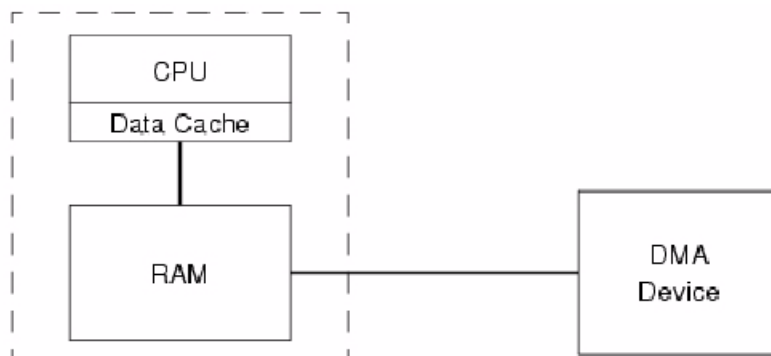 CPU
Data Cache
RAM
DMA
Device